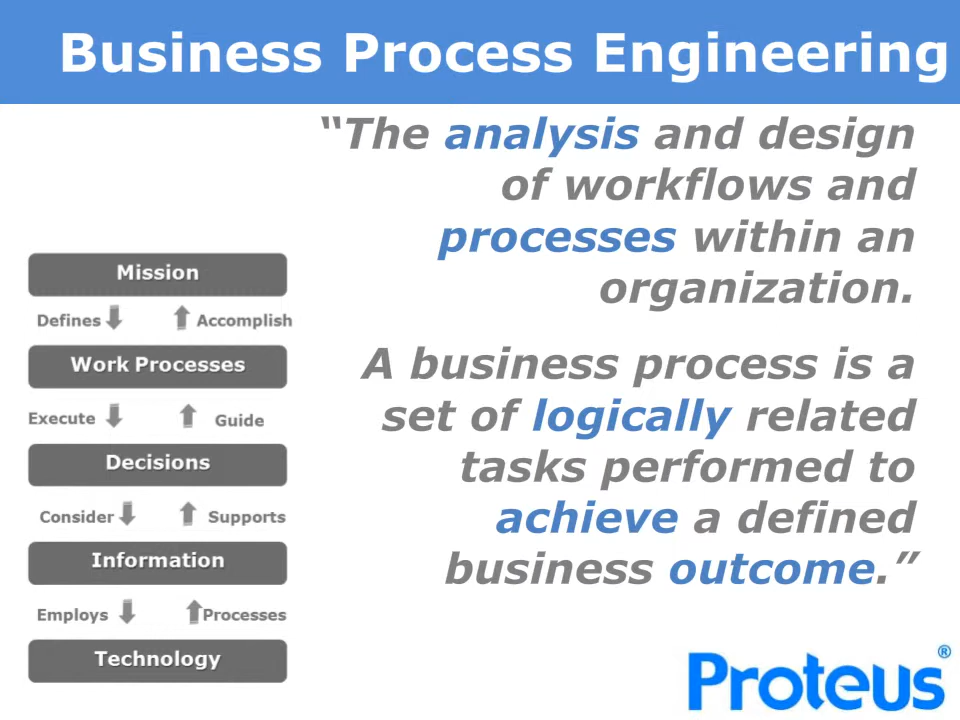 Business Process Engineering
“The analysis and design
of workflows and
processes within an
organization.
A business process is a
set of logically related
tasks performed to
achieve a defined
business outcome.”
Mission
Defines Accomplish
Work Processes
Execute Guide
Decisions
Consider Supports
Information
Employs Processes
Technology
Proteus®